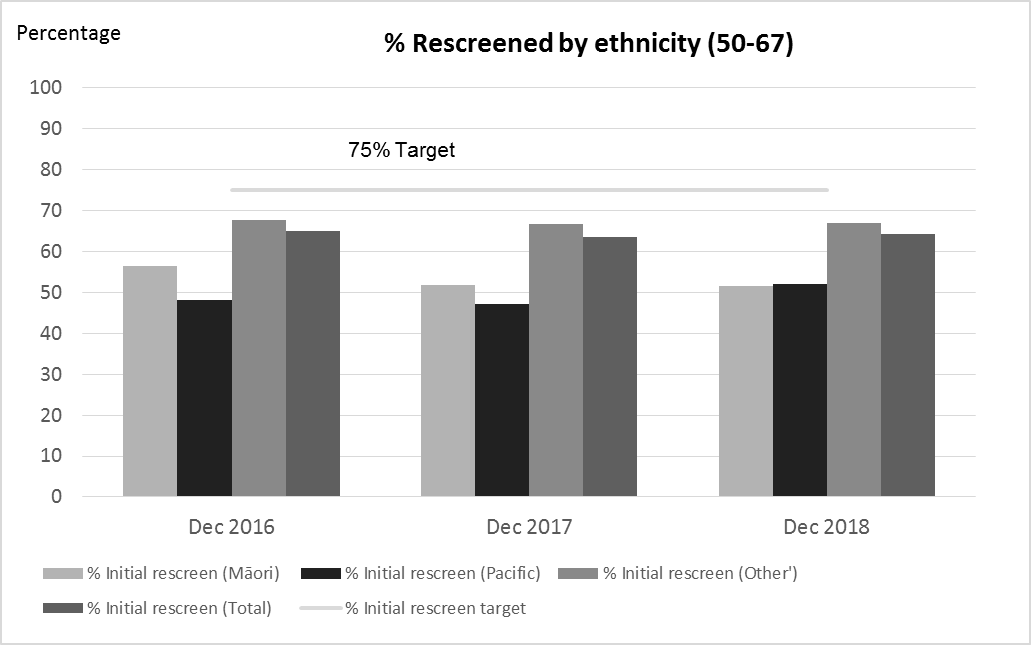 Percentage
% Rescreened by ethnicity (50-67)
100
90
75% Target
80
70
60
50
40
30
20
10
0
Dec 2016 Dec 2017 Dec 2018
% Initial rescreen (Māori) % Initial rescreen (Pacific) % Initial rescreen (Other')
% Initial rescreen (Total) % Initial rescreen target